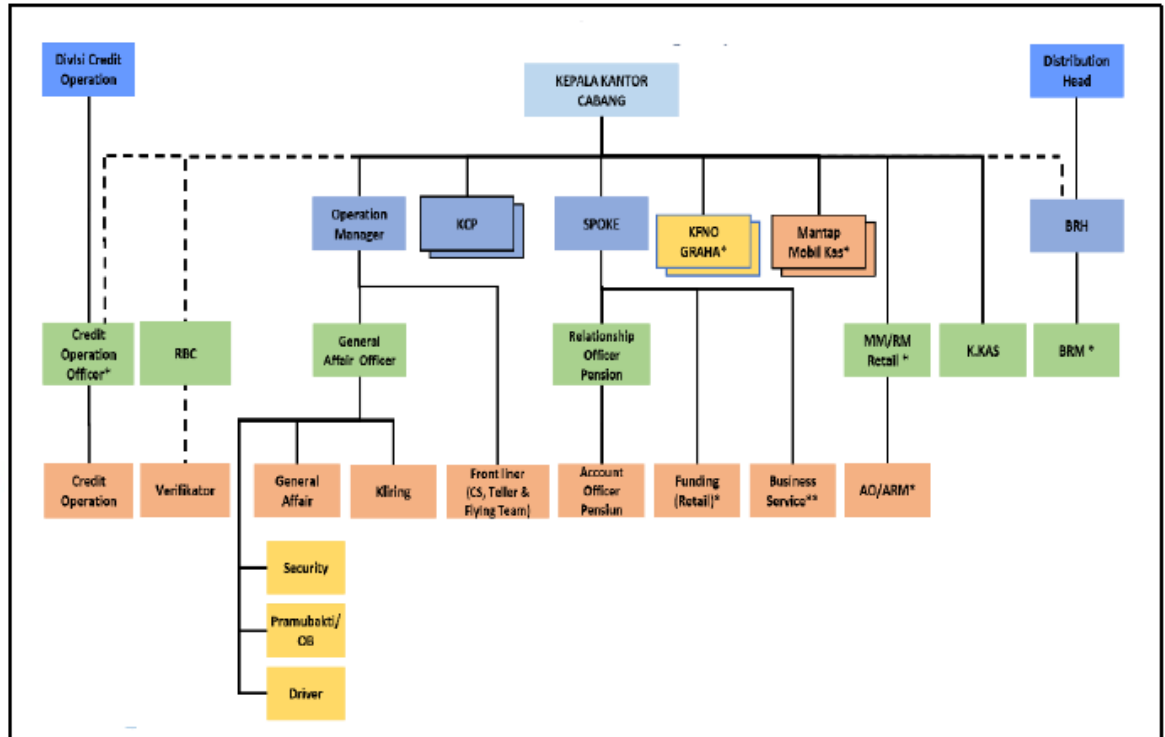 Divisi Credit
Operation
Distribution
Head
KEPALA KANTOR
CABANG
Operation
Manager
KCP
SPOKE
KFNO
GRAHA*
Mantap
Mobil Kas*
BRH
Credit
Operation
Officer*
RBC
General
Affair Officer
Relationship
Officer
Pension
MM/RM
Retail *
K.KAS
BRM *
Credit
Operation
Verifikator
General
Affair
Kliring
Front liner
(CS, Teller &
Flying Team)
Account
Officer
Pensiun
Funding
(Retail)*
Business
Service**
AO/ARM*
Security
Pramubakti/
OB
Driver